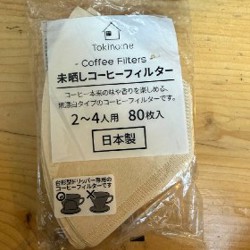 Tokinome
- Coffee Filters -
未晒しコーヒーフィルター
コーヒー本来の味や香りを楽しめる、
無漂白タイプのコーヒーフィルターです。
2〜4人用 80枚入
日本製
台形型ドリッパー専用の
コーヒーフィルターです